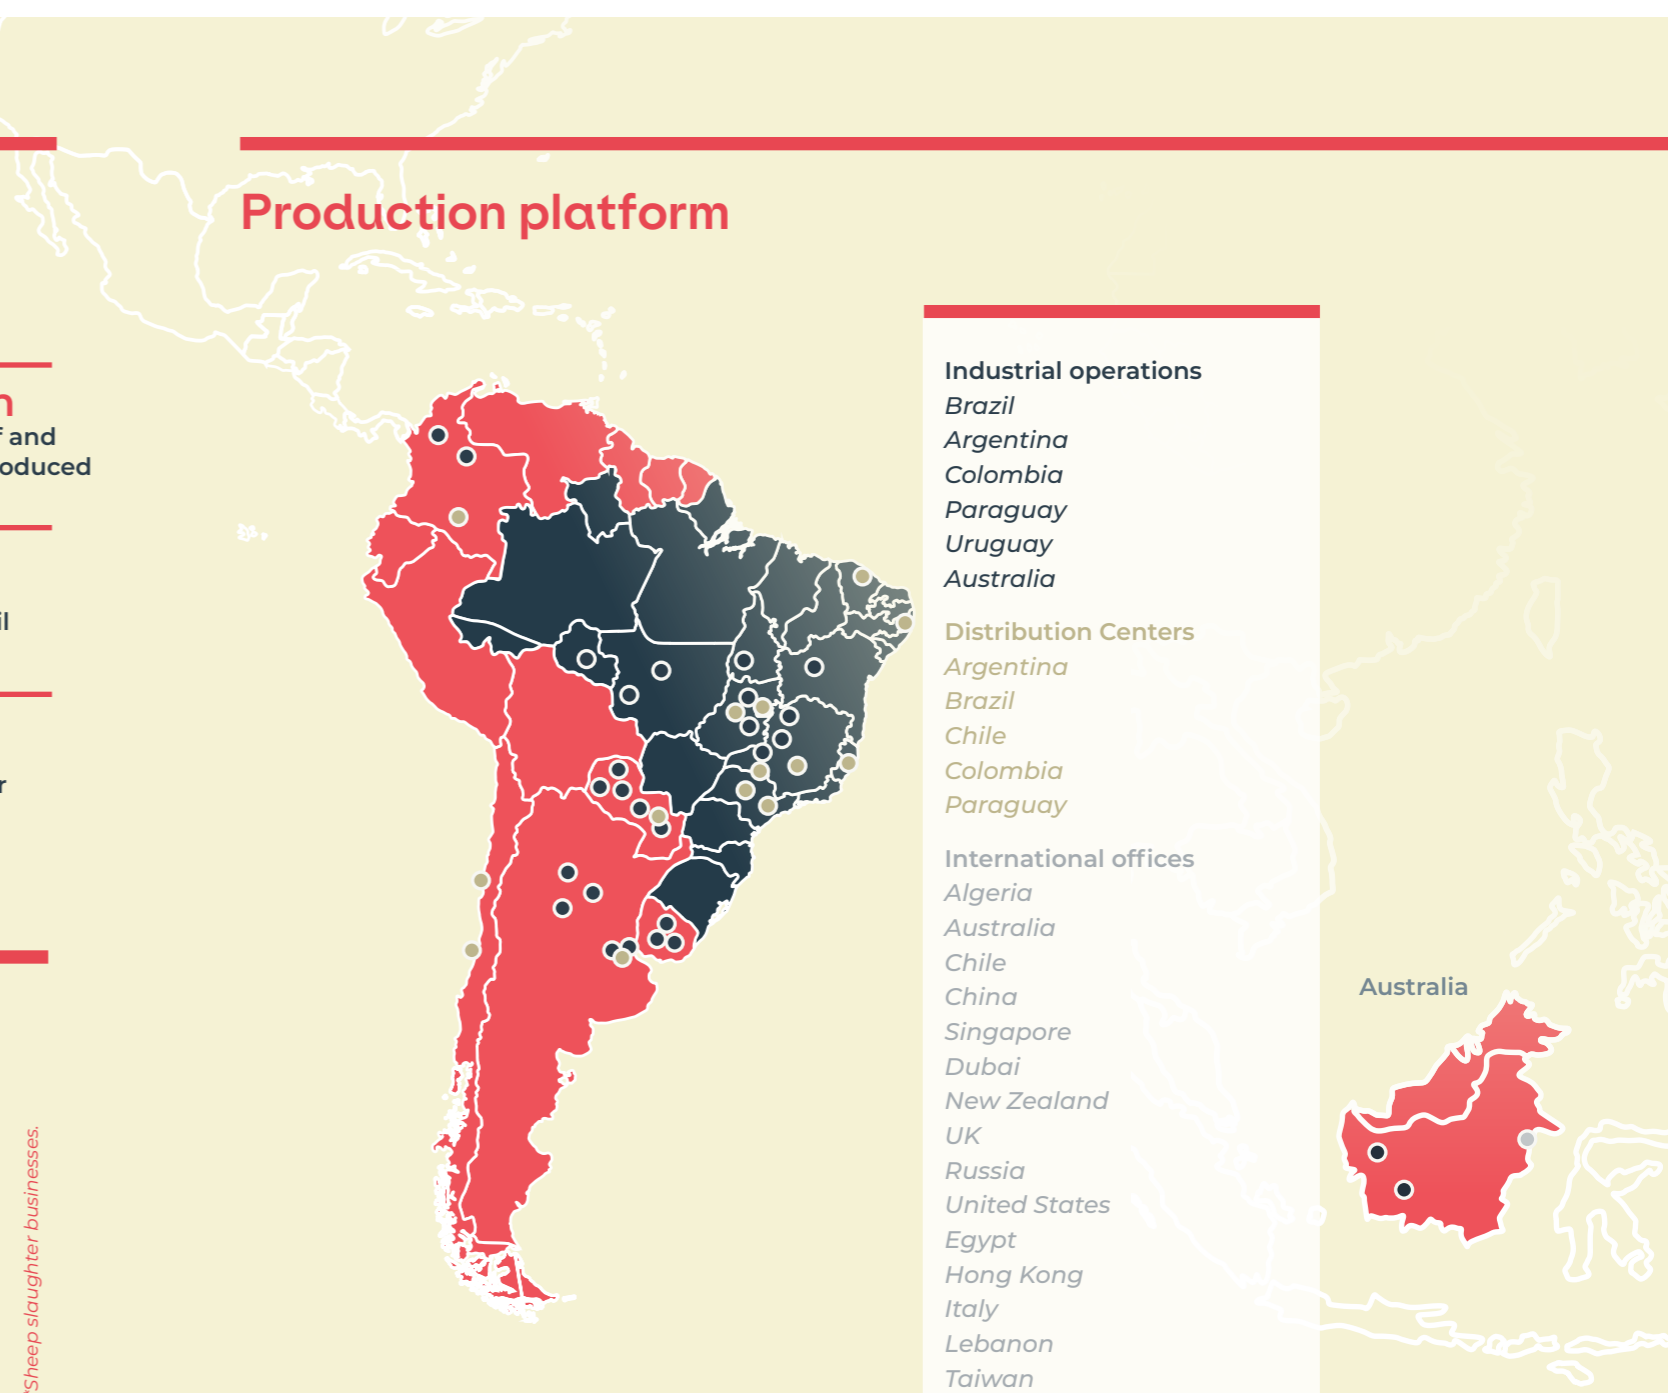 Production platform
n
f and
oduced
il
r
*Sheep slaughter businesses.
Industrial operations
Brazil
Argentina
Colombia
Paraguay
Uruguay
Australia
Distribution Centers
Argentina
Brazil
Chile
Colombia
Paraguay
International offices
Algeria
Australia
Chile
China
Singapore
Dubai
New Zealand
UK
Russia
United States
Egypt
Hong Kong
Italy
Lebanon
Taiwan
Australia